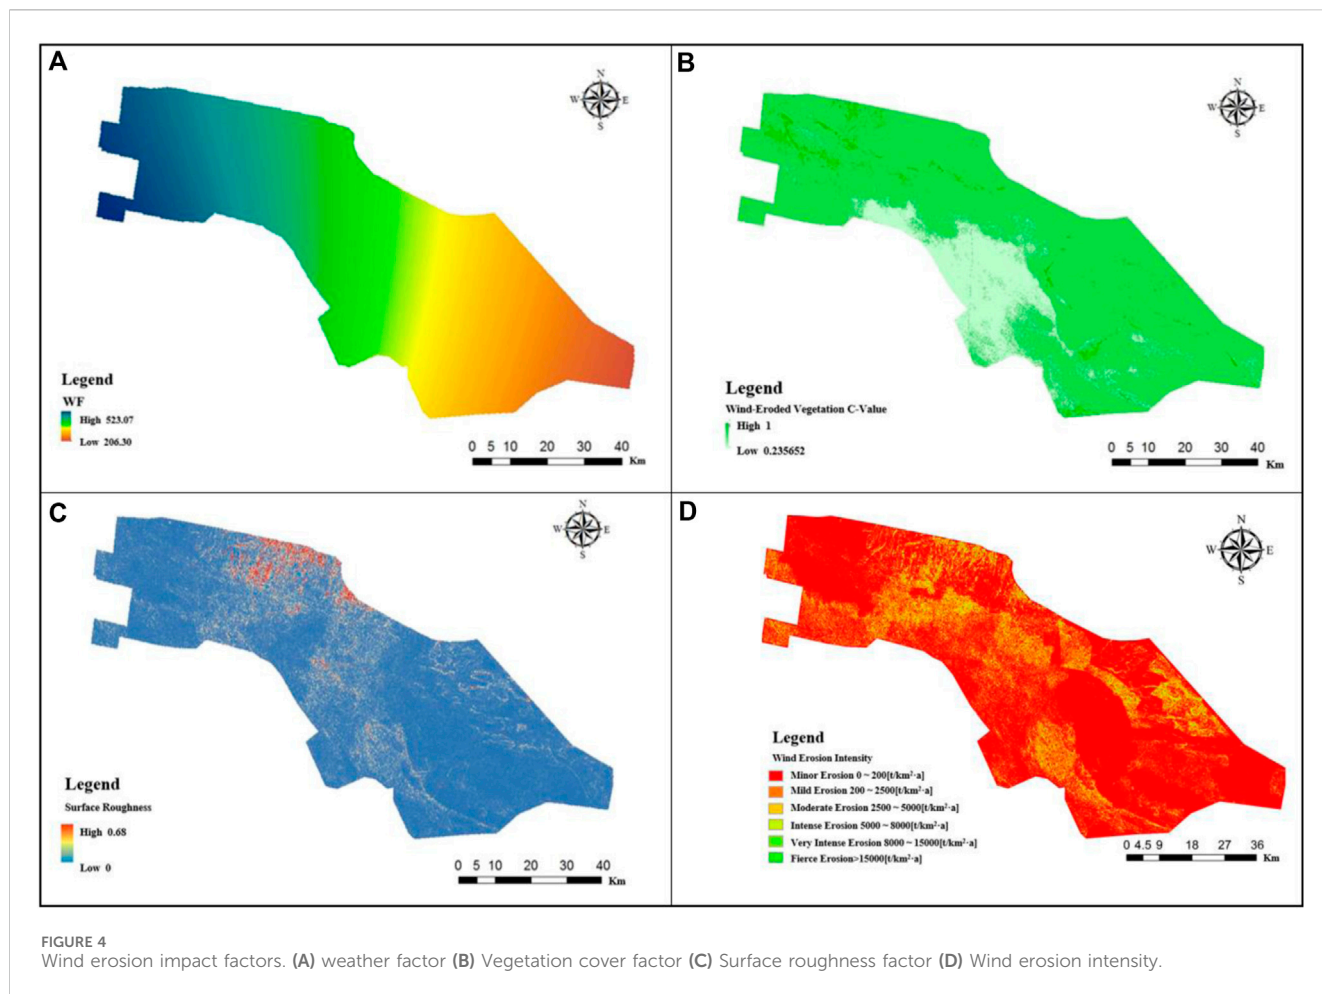 A
N
W E
S
Legend
WF
High 523.07
Low 206.30
0 5 10 20 30 40
Km
B
N
W E
S
Legend
Wind-Eroded Vegetation C-Value
High 1
Low 0.235652
0 5 10 20 30 40
Km
C
N
W E
S
Legend
Surface Roughness
High 0.68
Low 0
0 5 10 20 30 40
Km
D
N
W E
S
Legend
Wind Erosion Intensity
Minor Erosion 0 ~ 200[t/km²·a]
Mild Erosion 200 ~ 2500[t/km²·a]
Moderate Erosion 2500 ~ 5000[t/km²·a]
Intense Erosion 5000 ~ 8000[t/km²·a]
Very Intense Erosion 8000 ~ 15000[t/km²·a]
Fierce Erosion>15000[t/km²·a]
0 4.5 9 18 27 36
Km
FIGURE 4
Wind erosion impact factors. (A) weather factor (B) Vegetation cover factor (C) Surface roughness factor (D) Wind erosion intensity.